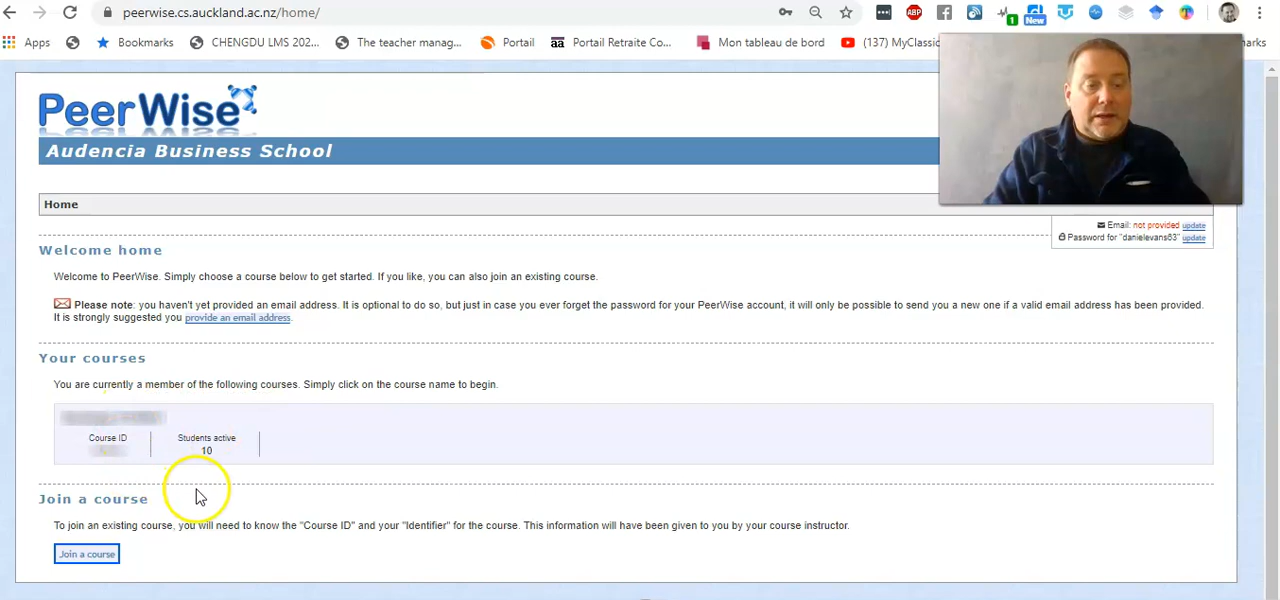 peerwise.cs.auckland.ac.nz/home/
1
New
Apps
Bookmarks
CHENGDU LMS 202...
The teacher manag...
Portail
aa Portail Retraite Co...
Mon tableau de bord
(137) MyClassic
PeerWise
Audencia Business School
Home
Email: not provided update
Password for "danielevans63" update
Welcome home
Welcome to PeerWise. Simply choose a course below to get started. If you like, you can also join an existing course.
Please note: you haven't yet provided an email address. It is optional to do so, but just in case you ever forget the password for your PeerWise account, it will only be possible to send you a new one if a valid email address has been provided.
It is strongly suggested you provide an email address.
Your courses
You are currently a member of the following courses. Simply click on the course name to begin.
Course ID
Students active
10
Join a course
To join an existing course, you will need to know the "Course ID" and your "Identifier" for the course. This information will have been given to you by your course instructor.
Join a course